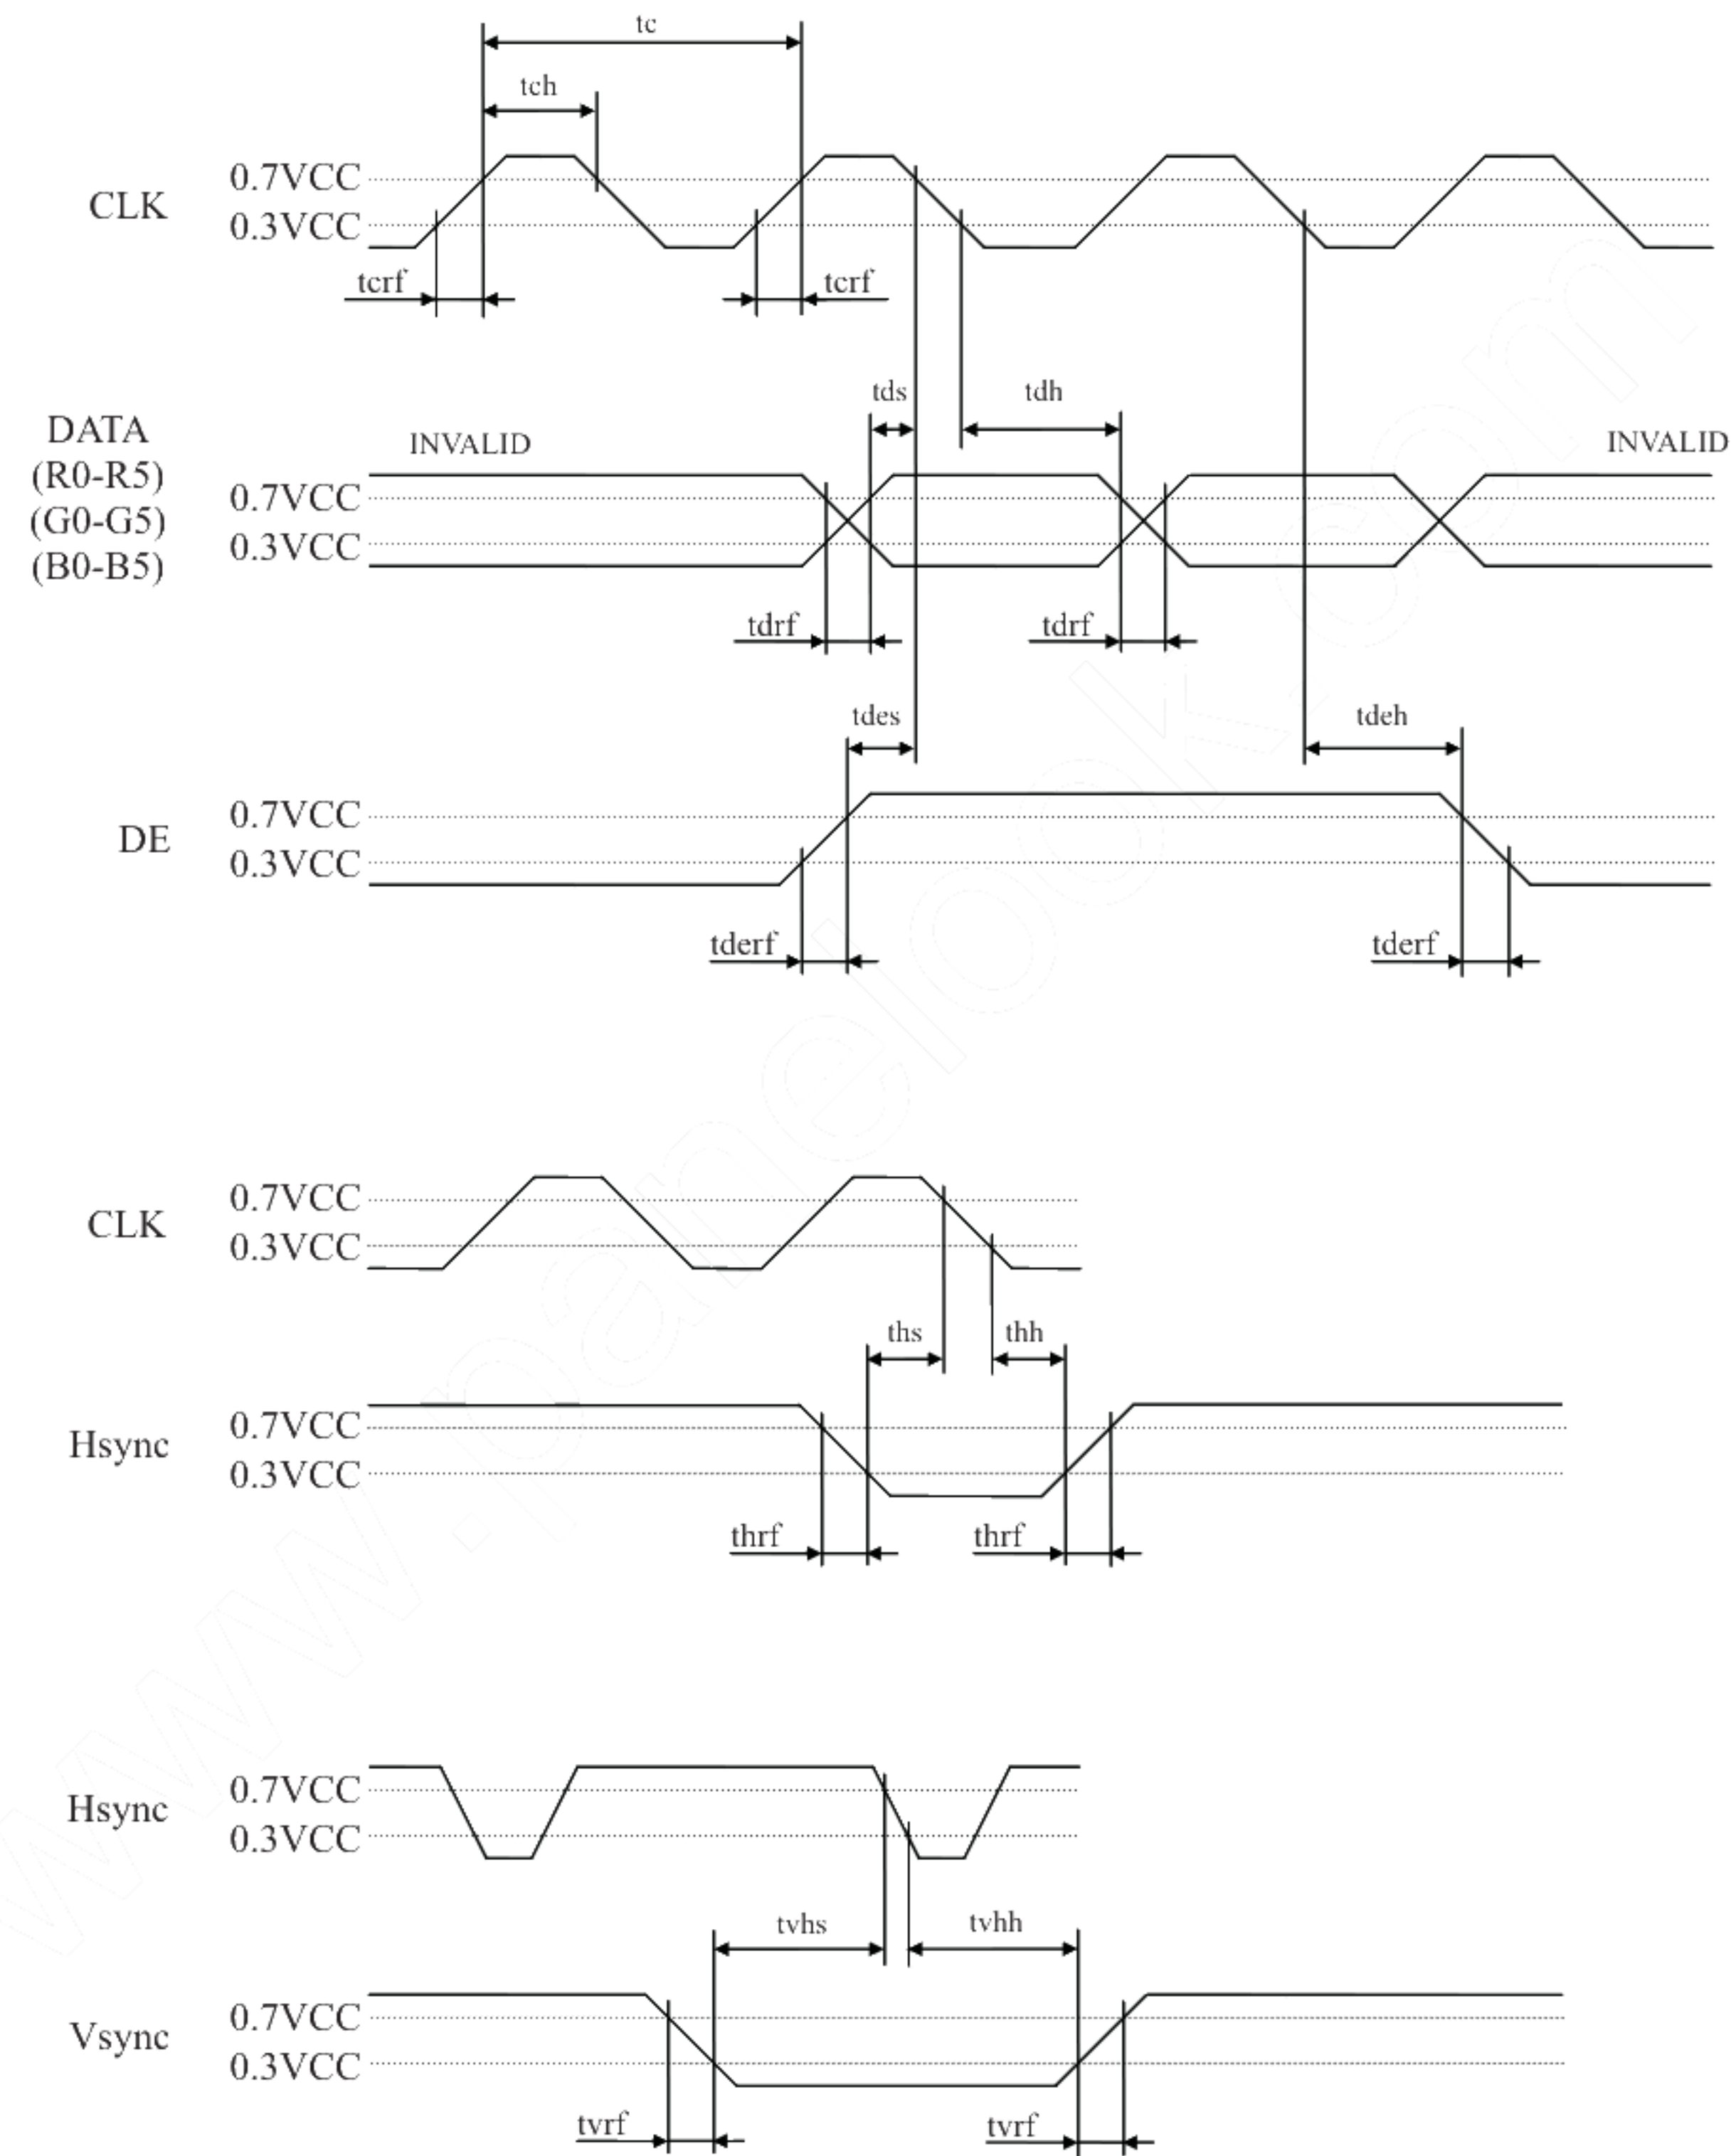 tc
tch
0.7VCC
CLK
0.3VCC
tcrf
tcrf
tds
tdh
DATA
INVALID
INVALID
(R0-R5)
0.7VCC
(G0-G5)
0.3VCC
(B0-B5)
tdrf
tdrf
tdes
tdeh
0.7VCC
DE
0.3VCC
tderf
tderf
0.7VCC
CLK
0.3VCC
ths
thh
0.7VCC
Hsync
0.3VCC
thrf
thrf
0.7VCC
Hsync
0.3VCC
tvhs
tvhh
0.7VCC
Vsync
0.3VCC
tvrf
tvrf
www.panelook.com